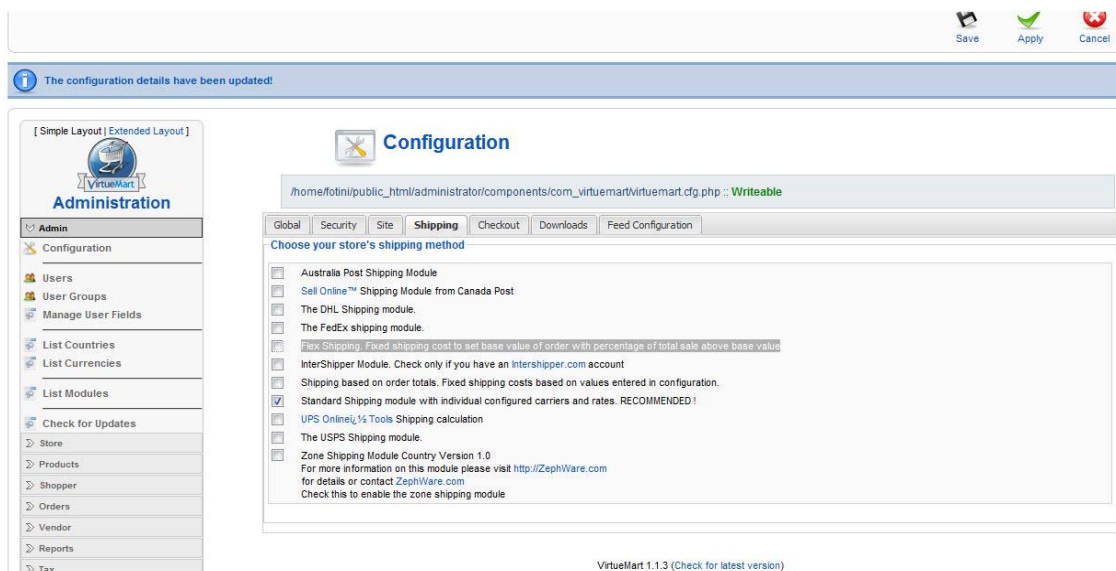 Save Apply Cancel
The configuration details have been updated!
[ Simple Layout | Extended Layout ]
VirtueMart
Administration
Admin
Configuration
Users
User Groups
Manage User Fields
List Countries
List Currencies
List Modules
Check for Updates
Store
Products
Shopper
Orders
Vendor
Reports
Tax
Configuration
/home/fotini/public_html/administrator/components/com_virtuemart/virtuemart.cfg.php :: Writeable
Global Security Site Shipping Checkout Downloads Feed Configuration
Choose your store's shipping method
Australia Post Shipping Module
Sell Online™ Shipping Module from Canada Post
The DHL Shipping module.
The FedEx shipping module.
Flex Shipping. Fixed shipping cost to set base value of order with percentage of total sale above base value
InterShipper Module. Check only if you have an Intershipper.com account
Shipping based on order totals. Fixed shipping costs based on values entered in configuration.
Standard Shipping module with individual configured carriers and rates. RECOMMENDED !
UPS Onlineï¿½ Tools Shipping calculation
The USPS Shipping module.
Zone Shipping Module Country Version 1.0
For more information on this module please visit http://ZephWare.com
for details or contact ZephWare.com
Check this to enable the zone shipping module
VirtueMart 1.1.3 (Check for latest version)